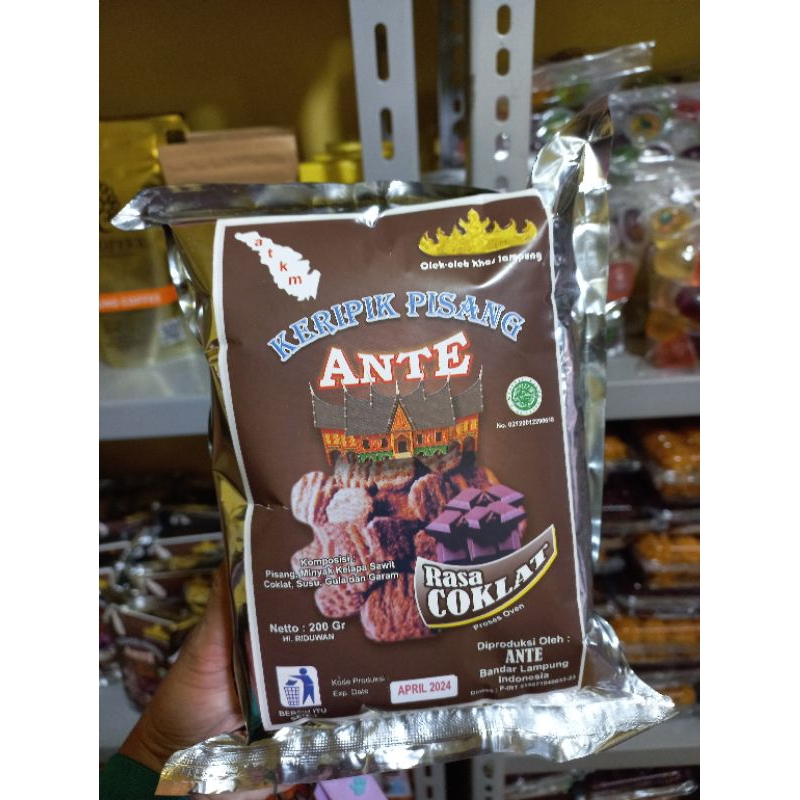 a
t
k
m
Oleh-oleh khas lampung
KERIPIK PISANG
ANTE
Rasa
COKLAT
Proses Oven
Komposisi :
Pisang, Minyak Kelapa Sawit
Coklat, Susu, Gula dan Garam
Netto : 200 Gr
HI. RIDUWAN
Kode Produksi
Exp. Date
APRIL 2024
Diproduksi Oleh :
ANTE
Bandar Lampung
Indonesia